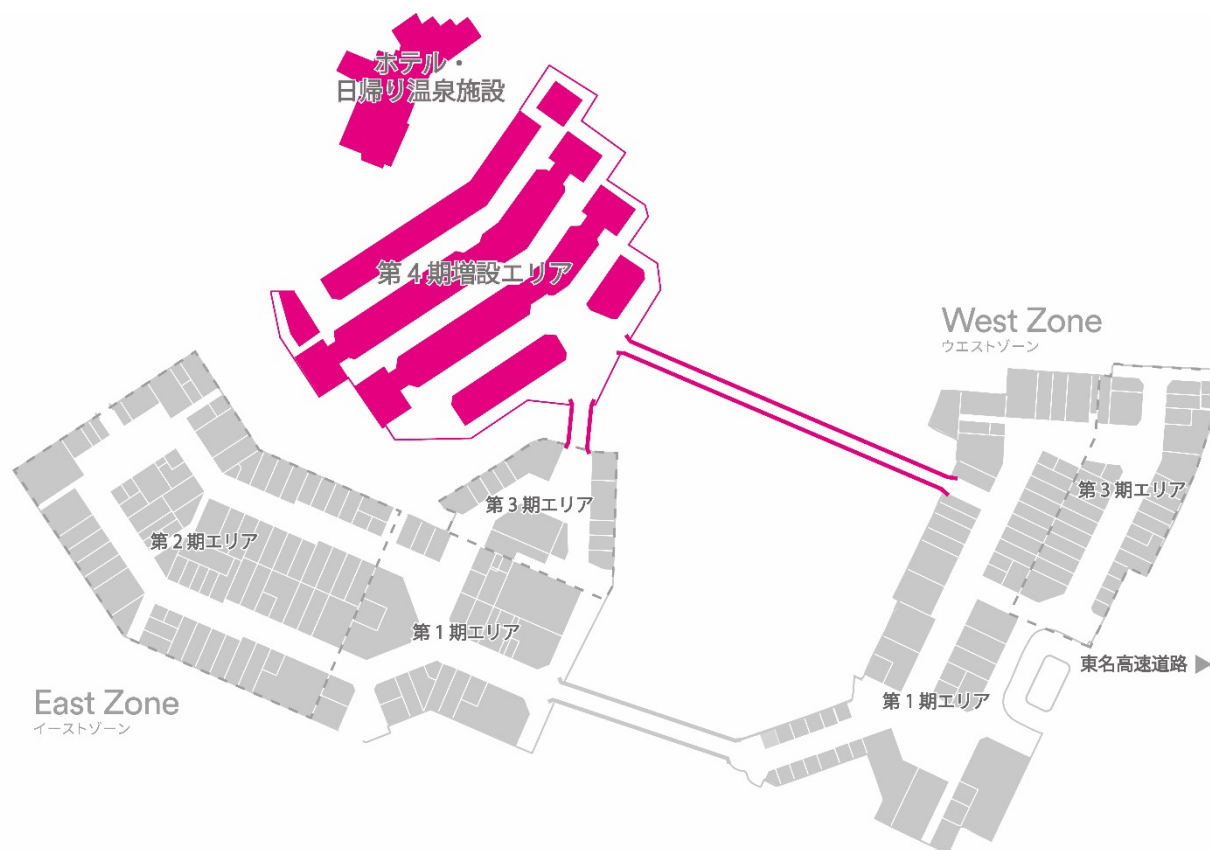 ホテル・
日帰り温泉施設
第4期増設エリア
West Zone
ウエストゾーン
第3期エリア
第3期エリア
第2期エリア
第1期エリア
東名高速道路 ▶
East Zone
イーストゾーン
第1期エリア